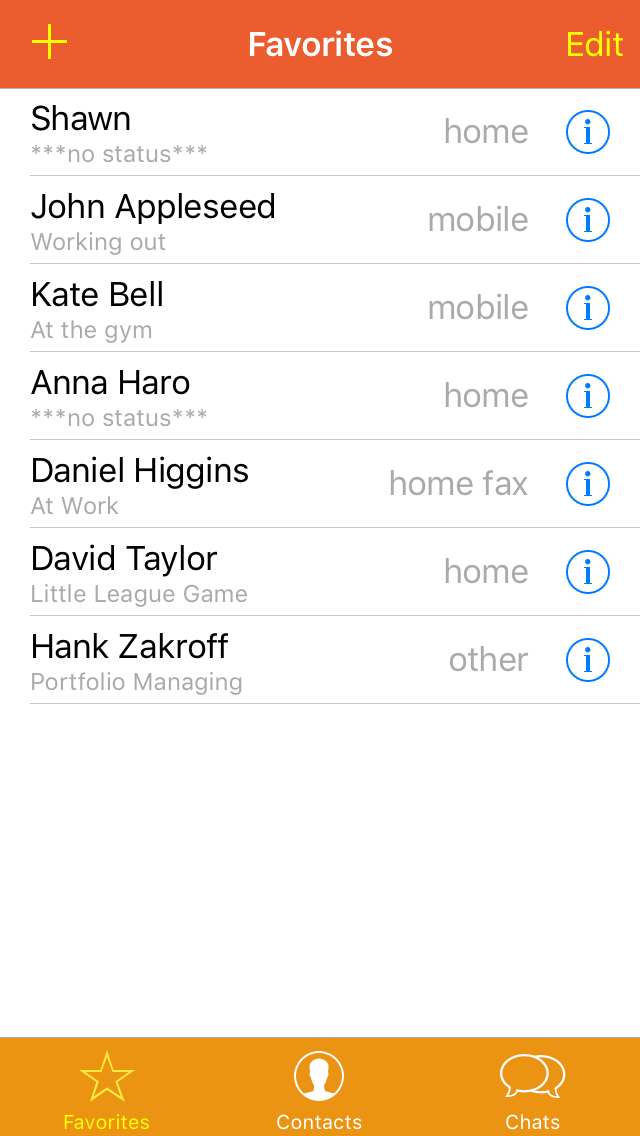 Favorites
Edit
Shawn
***no status***
home
John Appleseed
Working out
mobile
Kate Bell
At the gym
mobile
Anna Haro
***no status***
home
Daniel Higgins
At Work
home fax
David Taylor
Little League Game
home
Hank Zakroff
Portfolio Managing
other
Favorites
Contacts
Chats